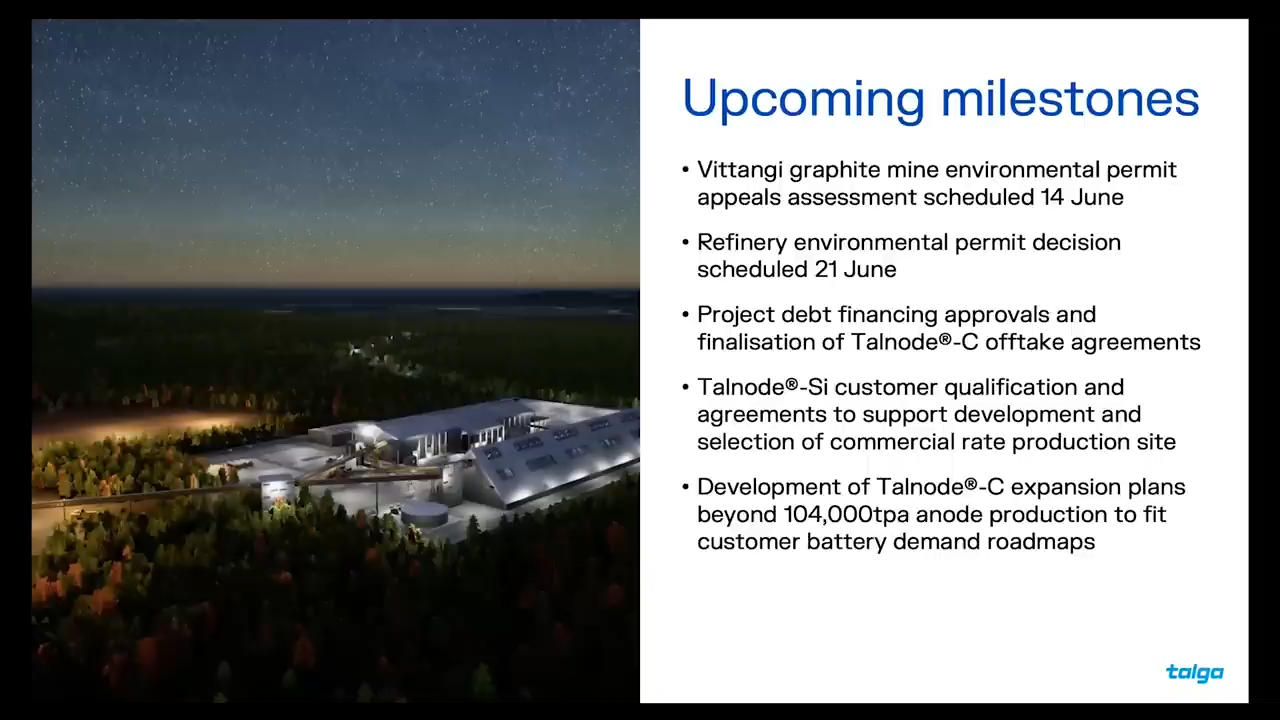 Upcoming milestones
• Vittangi graphite mine environmental permit
appeals assessment scheduled 14 June
• Refinery environmental permit decision
scheduled 21 June
• Project debt financing approvals and
finalisation of Talnode®-C offtake agreements
• Talnode®-Si customer qualification and
agreements to support development and
selection of commercial rate production site
• Development of Talnode®-C expansion plans
beyond 104,000tpa anode production to fit
customer battery demand roadmaps
talga